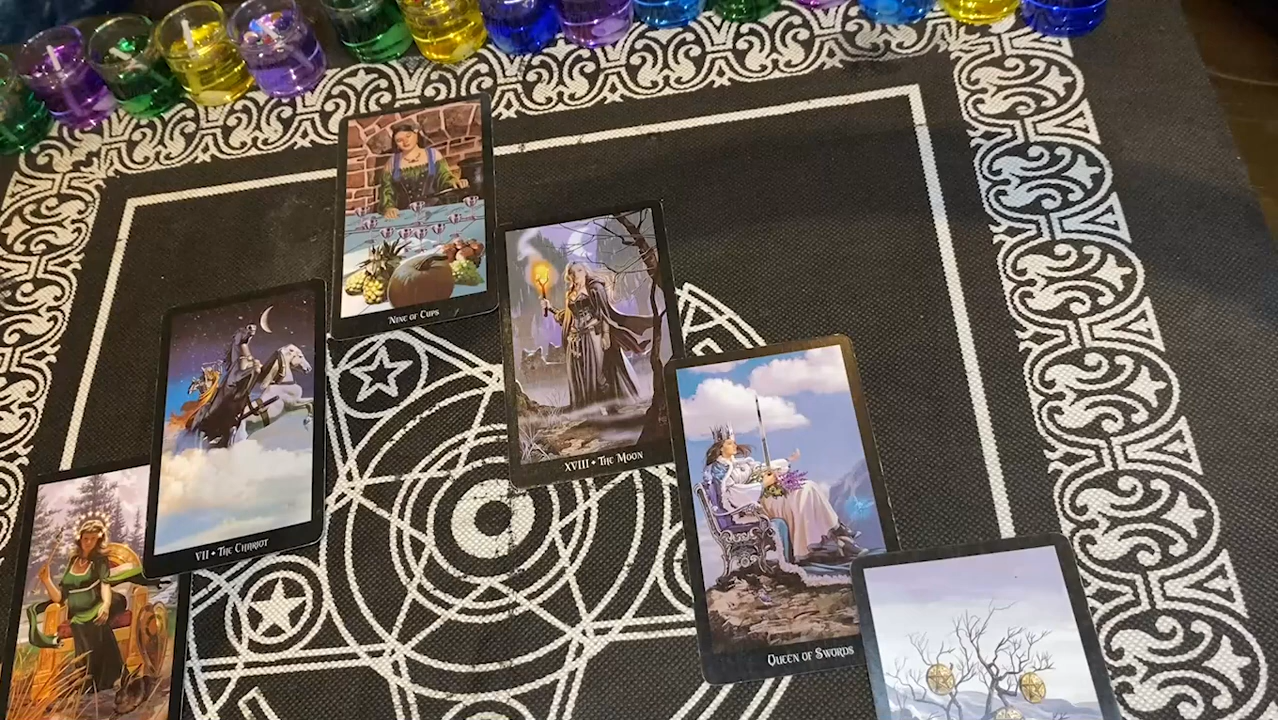 NINE OF CUPS
XVIII ✦ THE MOON
VII ✦ THE CHARIOT
QUEEN OF SWORDS